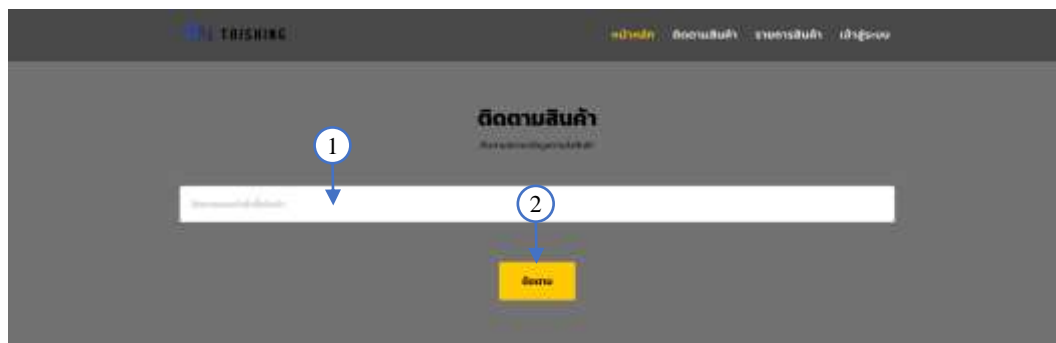 TAISHING
หน้าหลัก ติดตามสินค้า รายการสินค้า เข้าสู่ระบบ
ติดตามสินค้า
1
2
ติดตาม